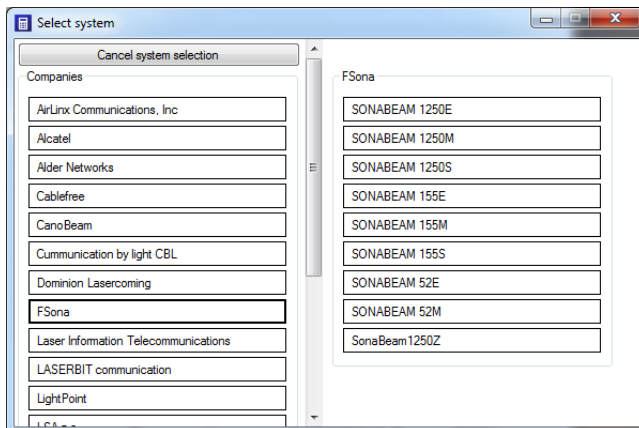 Select system
Cancel system selection
Companies
AirLinx Communications, Inc
Alcatel
Alder Networks
Cablefree
CanoBeam
Cummunication by light CBL
Dominion Lasercoming
FSona
Laser Information Telecommunications
LASERBIT communication
LightPoint
FSona
SONABEAM 1250E
SONABEAM 1250M
SONABEAM 1250S
SONABEAM 155E
SONABEAM 155M
SONABEAM 155S
SONABEAM 52E
SONABEAM 52M
SonaBeam1250Z